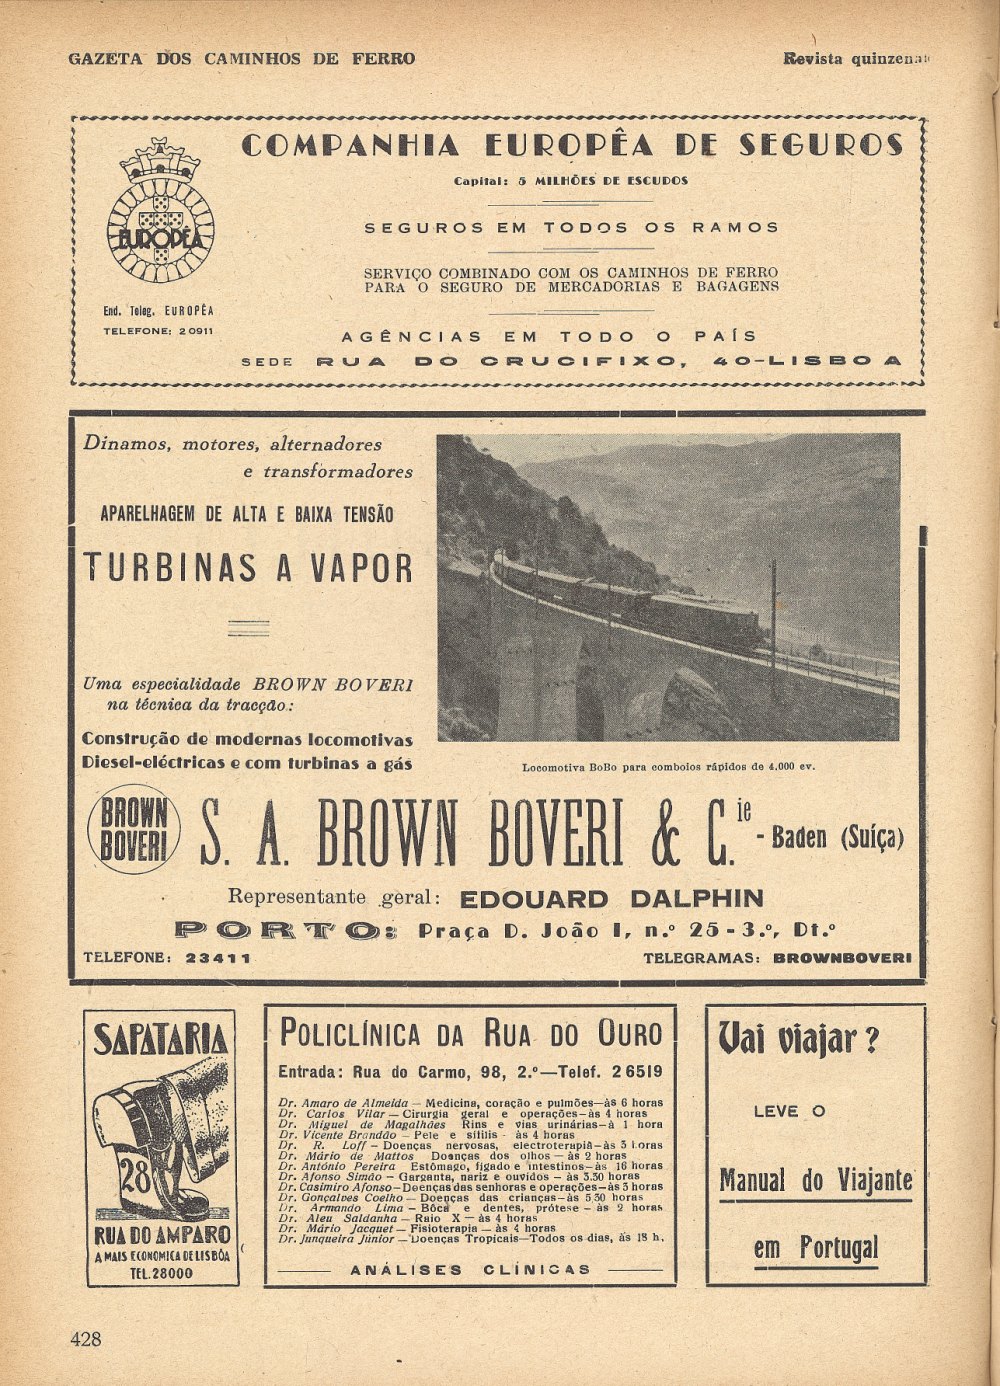 GAZETA DOS CAMINHOS DE FERRO
Revista quinzenal
COMPANHIA EUROPÊA DE SEGUROS
Capital: 5 MILHÕES DE ESCUDOS
EUROPÊA
SEGUROS EM TODOS OS RAMOS
SERVIÇO COMBINADO COM OS CAMINHOS DE FERRO
PARA O SEGURO DE MERCADORIAS E BAGAGENS
End. Teleg. EUROPÊA
TELEFONE: 20911
AGÊNCIAS EM TODO O PAÍS
SEDE RUA DO CRUCIFIXO, 40-LISBOA
Dínamos, motores, alternadores
e transformadores
APARELHAGEM DE ALTA E BAIXA TENSÃO
TURBINAS A VAPOR
Uma especialidade BROWN BOVERI
na técnica da tracção:
Construção de modernas locomotivas
Diesel-eléctricas e com turbinas a gás
Locomotiva BoBo para comboios rápidos de 4.000 cv.
BROWN
BOVERI
S. A. BROWN BOVERI & C.ie - Baden (Suíça)
Representante geral: EDOUARD DALPHIN
PORTO: Praça D. João I, n.º 25-3.º, Dt.º
TELEFONE: 23411
TELEGRAMAS: BROWNBOVERI
SAPATARIA
28
RUA DO AMPARO
A MAIS ECONOMICA DE LISBÔA
TEL. 28000
POLICLÍNICA DA RUA DO OURO
Entrada: Rua do Carmo, 98, 2.º—Telef. 26519
Dr. Amaro de Almeida — Medicina, coração e pulmões—às 6 horas
Dr. Carlos Vilar — Cirurgia geral e operações—às 4 horas
Dr. Miguel de Magalhães Rins e vias urinárias—à 1 hora
Dr. Vicente Brandão — Pele e sífilis - às 4 horas
Dr. R. Loff — Doenças nervosas, electroterapia—às 3 horas
Dr. Mário de Mattos Doenças dos olhos — às 2 horas
Dr. António Pereira Estômago, fígado e intestinos—às 16 horas
Dr. Afonso Simão — Garganta, nariz e ouvidos — às 3.30 horas
Dr. Casimiro Afonso—Doenças das senhoras e operações—às 3 horas
Dr. Gonçalves Coelho — Doenças das crianças—às 5 30 horas
Dr. Armando Lima — Bôca e dentes, prótese — às 2 horas
Dr. Aleu Saldanha — Raio X — às 4 horas
Dr. Mário Jacquet — Fisioterapia — às 4 horas
Dr. Junqueira Júnior—Doenças Tropicais—Todos os dias, às 18 h.
ANÁLISES CLÍNICAS
Vai viajar?
LEVE O
Manual do Viajante
em Portugal
428